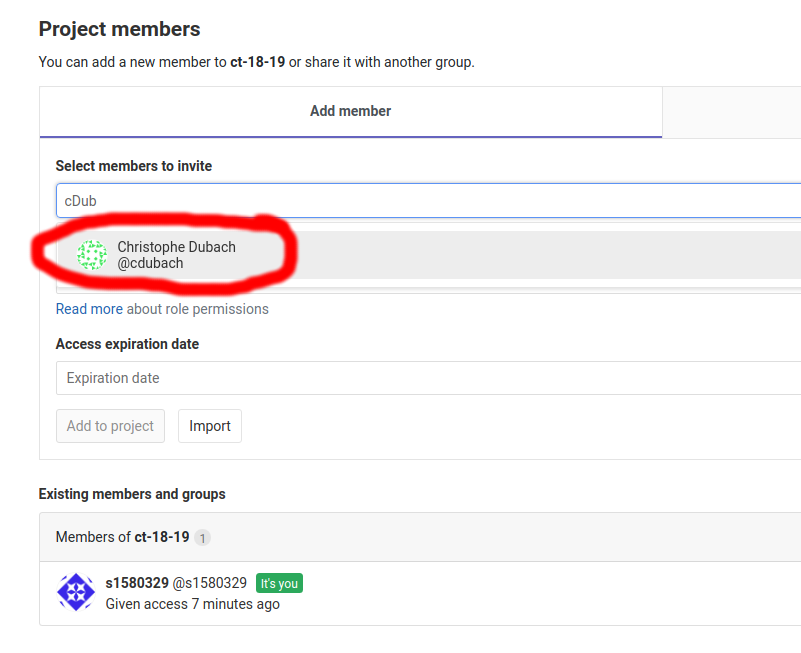 Project members
You can add a new member to ct-18-19 or share it with another group.
Add member
Select members to invite
cDub
Christophe Dubach
@cdubach
Read more about role permissions
Access expiration date
Expiration date
Add to project
Import
Existing members and groups
Members of ct-18-19 1
s1580329 @s1580329 It's you
Given access 7 minutes ago